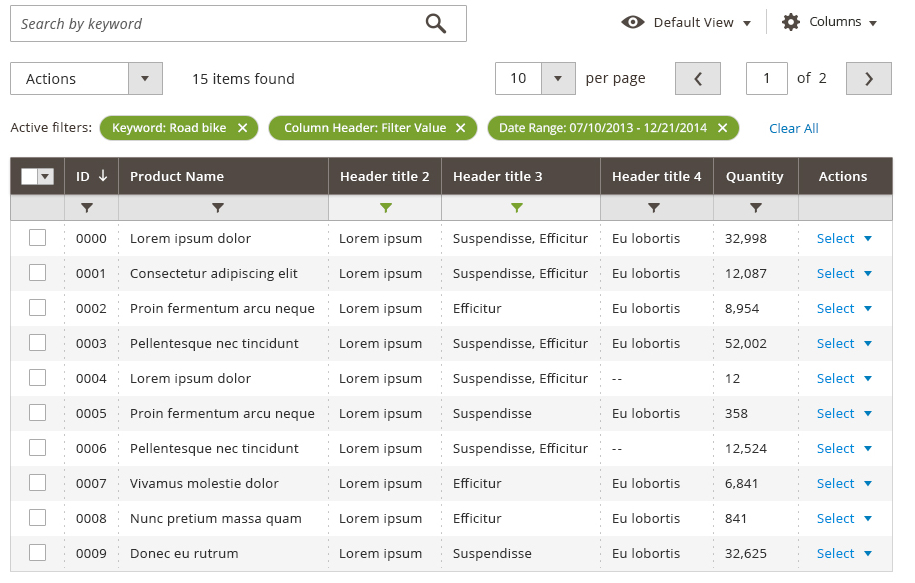 Search by keyword Default View Columns
Actions 15 items found 10 per page 1 of 2
Active filters: Keyword: Road bike Column Header: Filter Value Date Range: 07/10/2013 - 12/21/2014 Clear All
ID Product Name Header title 2 Header title 3 Header title 4 Quantity Actions
0000 Lorem ipsum dolor Lorem ipsum Suspendisse, Efficitur Eu lobortis 32,998 Select
0001 Consectetur adipiscing elit Lorem ipsum Suspendisse, Efficitur Eu lobortis 12,087 Select
0002 Proin fermentum arcu neque Lorem ipsum Efficitur Eu lobortis 8,954 Select
0003 Pellentesque nec tincidunt Lorem ipsum Suspendisse, Efficitur Eu lobortis 52,002 Select
0004 Lorem ipsum dolor Lorem ipsum Suspendisse, Efficitur -- 12 Select
0005 Proin fermentum arcu neque Lorem ipsum Suspendisse Eu lobortis 358 Select
0006 Pellentesque nec tincidunt Lorem ipsum Suspendisse, Efficitur -- 12,524 Select
0007 Vivamus molestie dolor Lorem ipsum Efficitur Eu lobortis 6,841 Select
0008 Nunc pretium massa quam Lorem ipsum Efficitur Eu lobortis 841 Select
0009 Donec eu rutrum Lorem ipsum Suspendisse Eu lobortis 32,625 Select